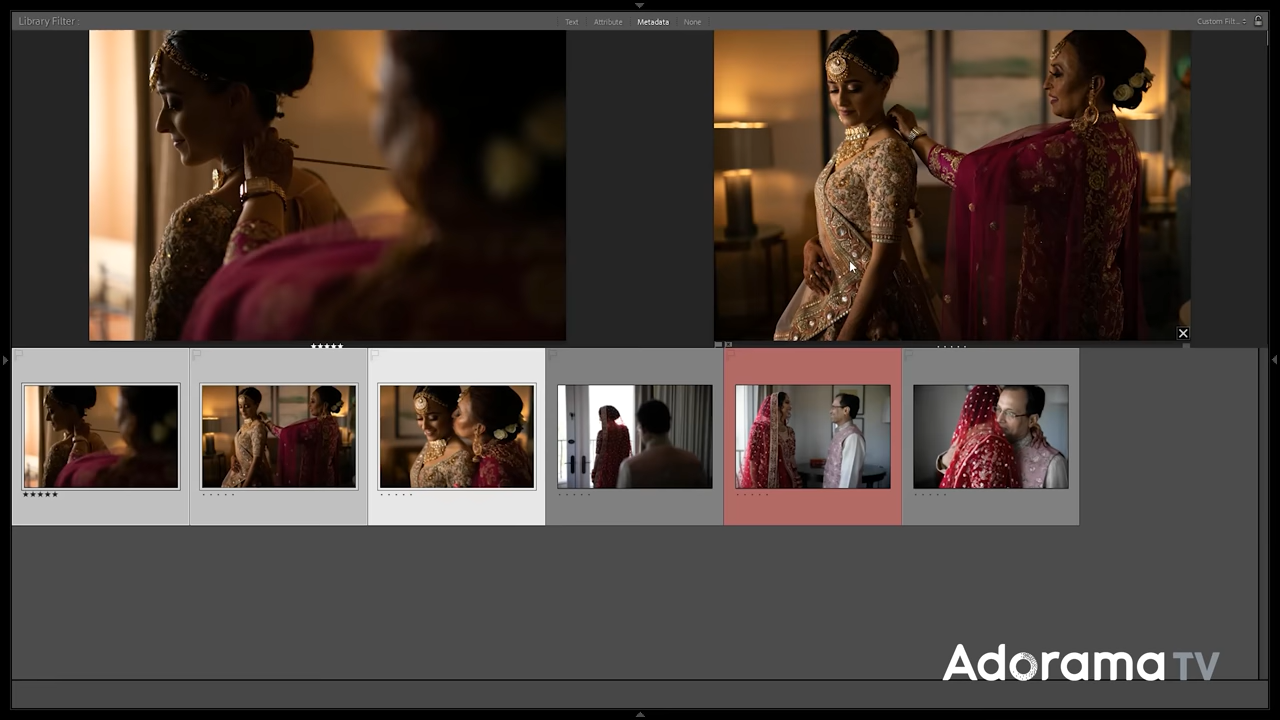 Library Filter :
Text
Attribute
Metadata
None
Custom Filt...
Adorama TV